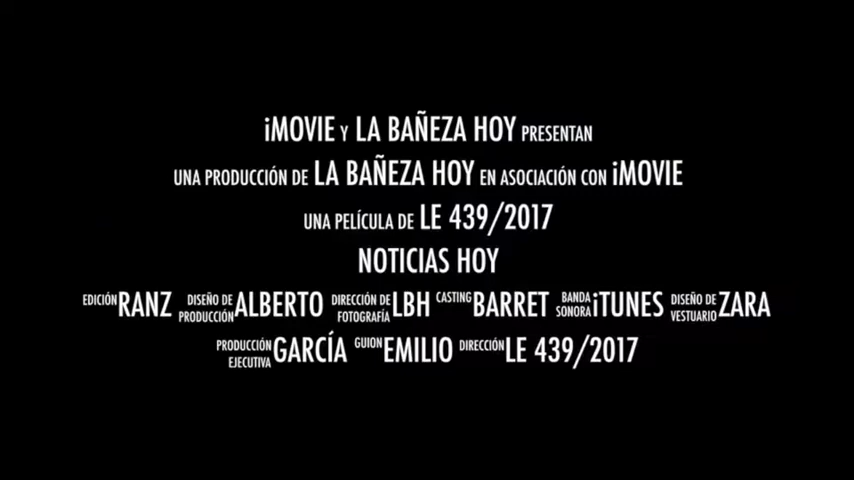 iMOVIE Y LA BAÑEZA HOY PRESENTAN
UNA PRODUCCIÓN DE LA BAÑEZA HOY EN ASOCIACIÓN CON iMOVIE
UNA PELÍCULA DE LE 439/2017
NOTICIAS HOY
EDICIÓN RANZ DISEÑO DE PRODUCCIÓN ALBERTO DIRECCIÓN DE FOTOGRAFÍA LBH CASTING BARRET BANDA SONORA iTUNES DISEÑO DE VESTUARIO ZARA
PRODUCCIÓN EJECUTIVA GARCÍA GUION EMILIO DIRECCIÓN LE 439/2017